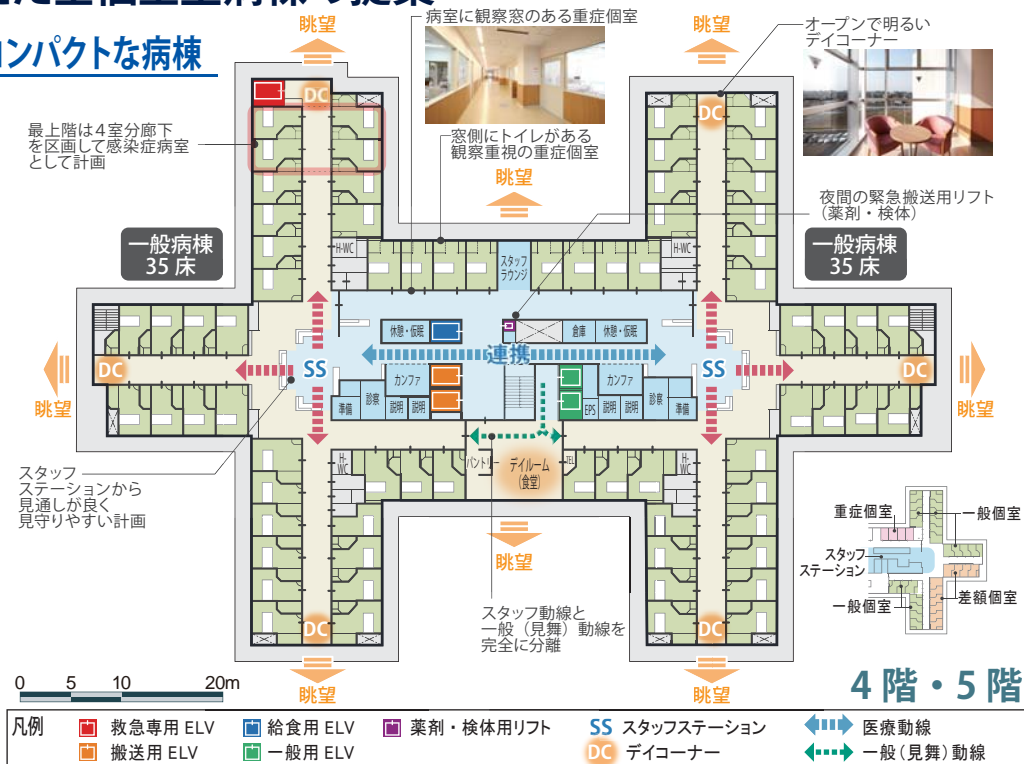 コンパクトな病棟
眺望
病室に観察窓のある重症個室
眺望
オープンで明るい
デイコーナー
DC
DC
最上階は4室分廊下
を区画して感染症病室
として計画
窓側にトイレがある
観察重視の重症個室
眺望
夜間の緊急搬送用リフト
（薬剤・検体）
一般病棟
35床
一般病棟
35床
H-WC
スタッフ
ラウンジ
H-WC
休憩・仮眠
倉庫
休憩・仮眠
連携
SS
SS
DC
DC
眺望
眺望
カンファ
準備
診察
説明
説明
カンファ
EPS
説明
説明
診察
準備
H-WC
パントリー
デイルーム
（食堂）
TEL
H-WC
スタッフ
ステーションから
見通しが良く
見守りやすい計画
眺望
スタッフ動線と
一般（見舞）動線を
完全に分離
重症個室
一般個室
スタッフ
ステーション
一般個室
差額個室
DC
DC
眺望
眺望
0 5 10 20m
4階・5階
凡例
救急専用ELV
給食用ELV
薬剤・検体用リフト
SS スタッフステーション
医療動線
搬送用ELV
一般用ELV
DC デイコーナー
一般（見舞）動線